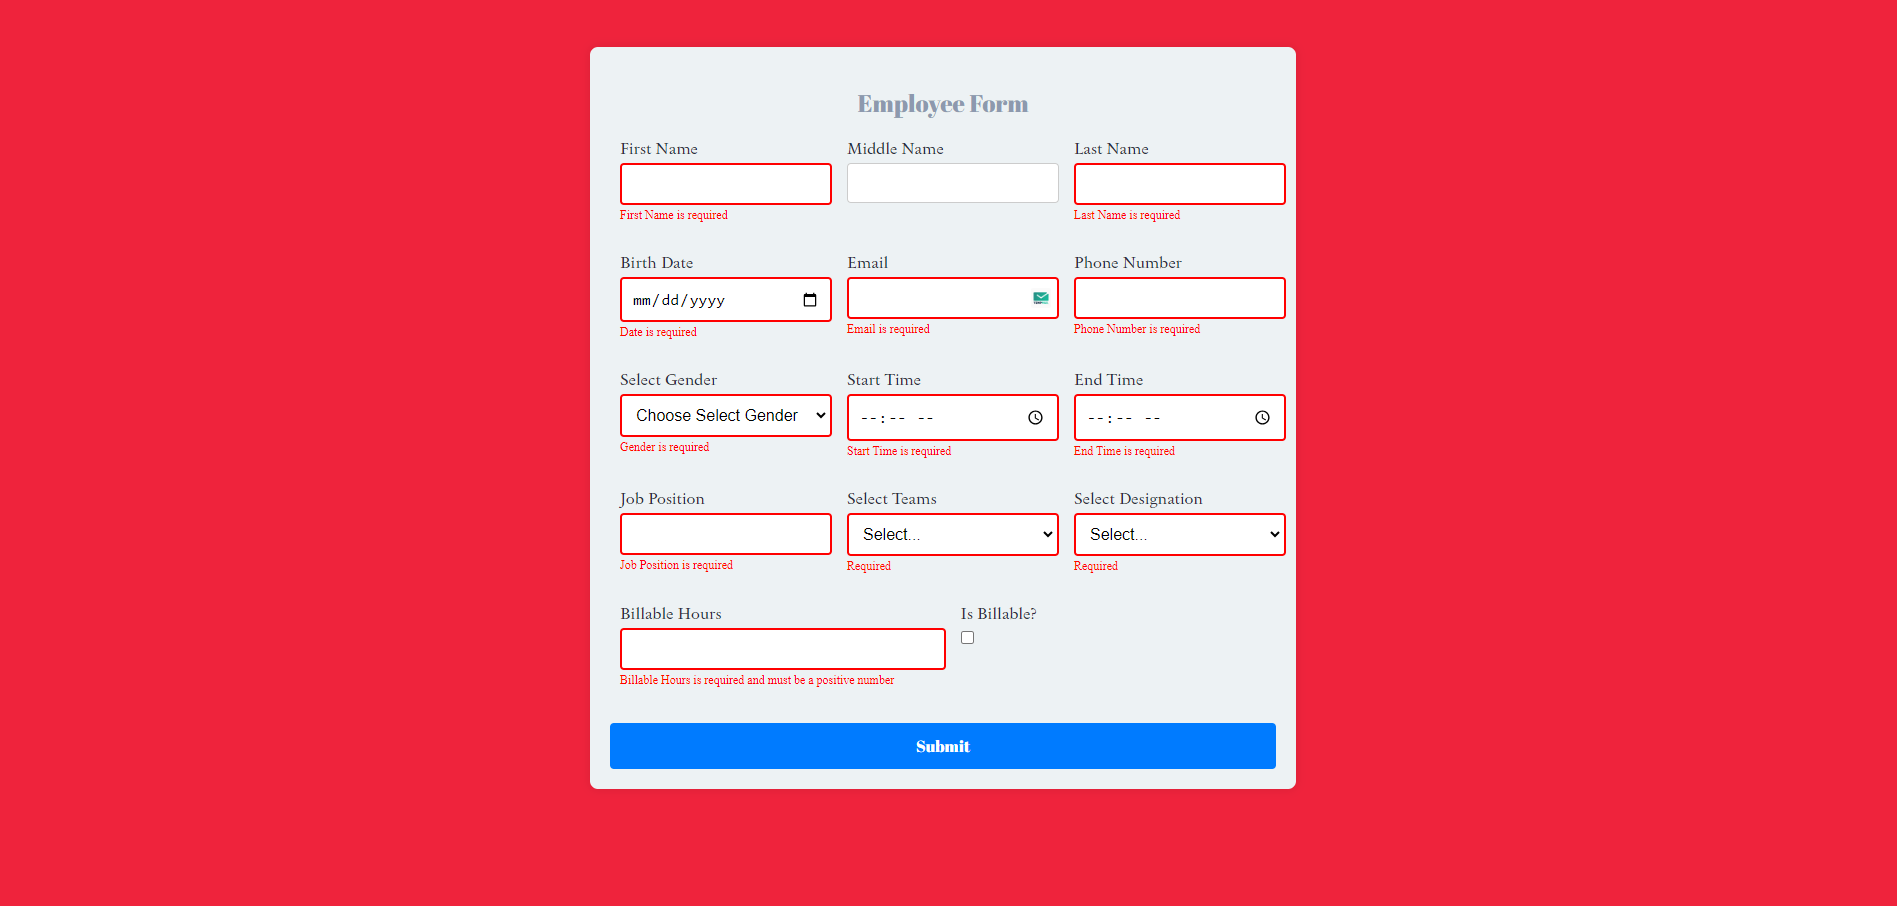 Employee Form
First Name Middle Name Last Name
First Name is required Last Name is required
Birth Date Email Phone Number
mm/dd/yyyy
Date is required Email is required Phone Number is required
Select Gender Start Time End Time
Choose Select Gender --:-- -- --:-- --
Gender is required Start Time is required End Time is required
Job Position Select Teams Select Designation
Select... Select...
Job Position is required Required Required
Billable Hours Is Billable?
Billable Hours is required and must be a positive number
Submit